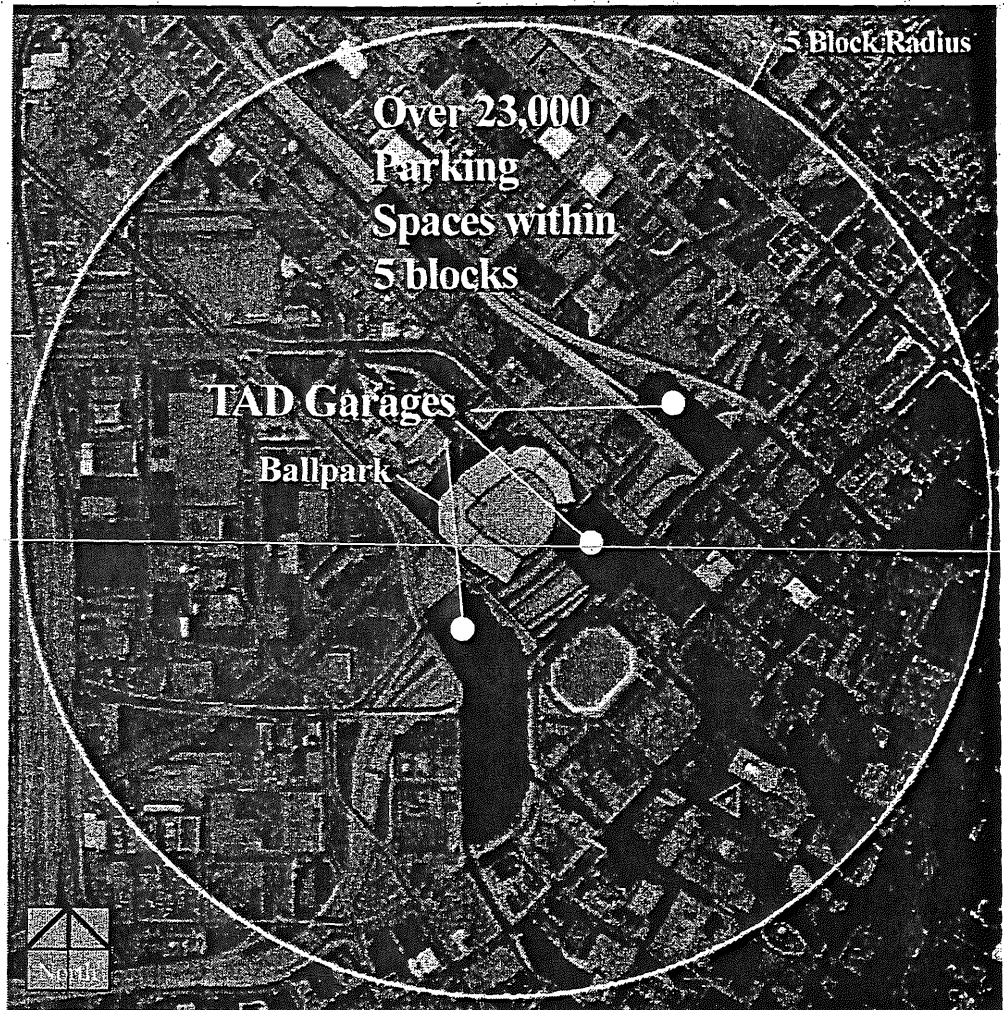 5 Block Radius
Over 23,000
Parking
Spaces within
5 blocks
TAD Garages
Ballpark
North